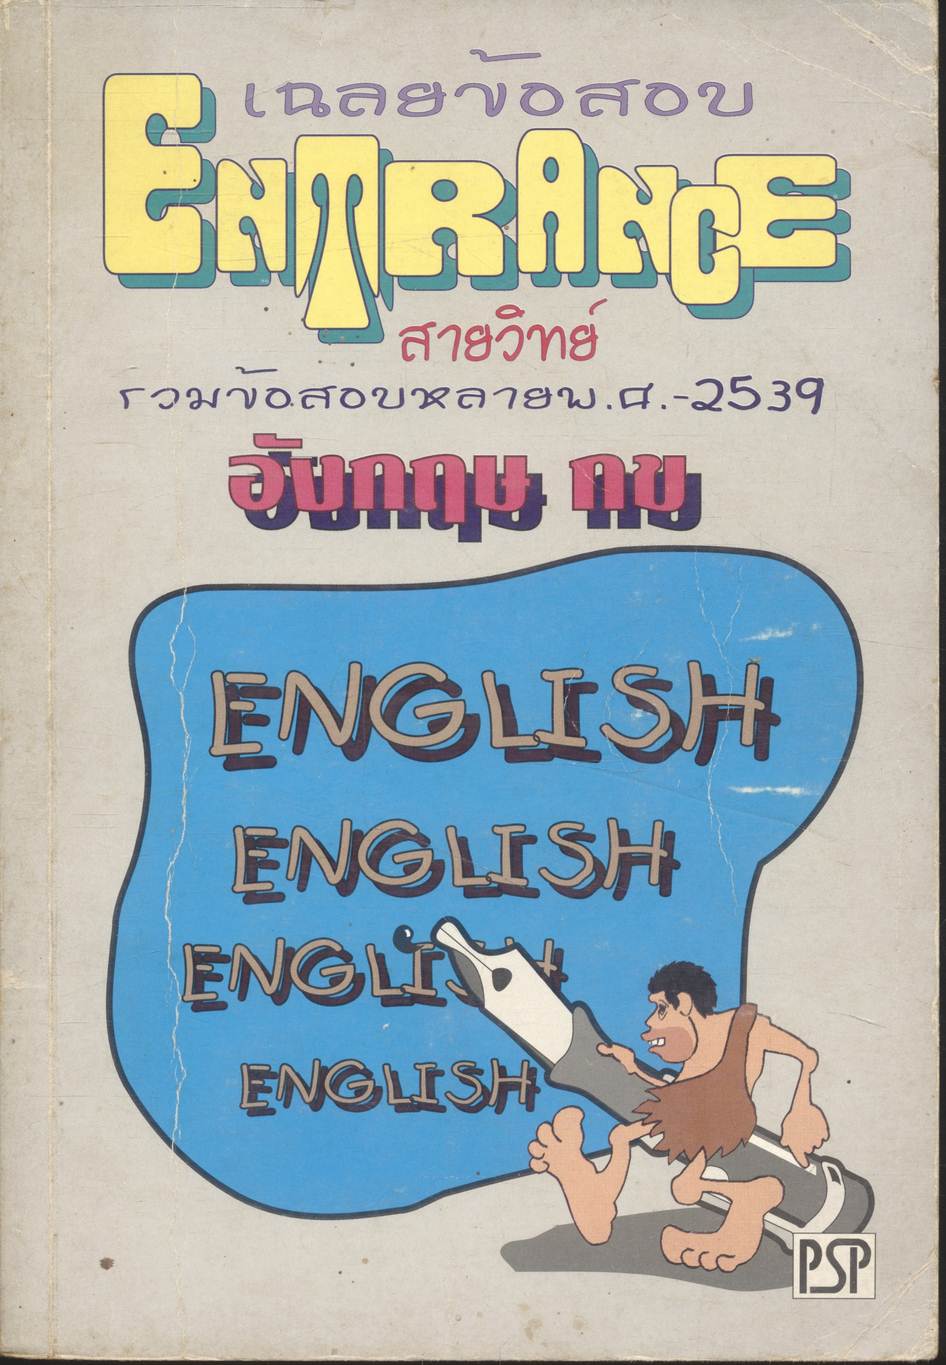 เฉลยข้อสอบ
ENTRANCE
สายวิทย์
รวมข้อสอบหลายพ.ศ.-2539
อังกฤษ กข
ENGLISH
ENGLISH
ENGLISH
ENGLISH
PSP